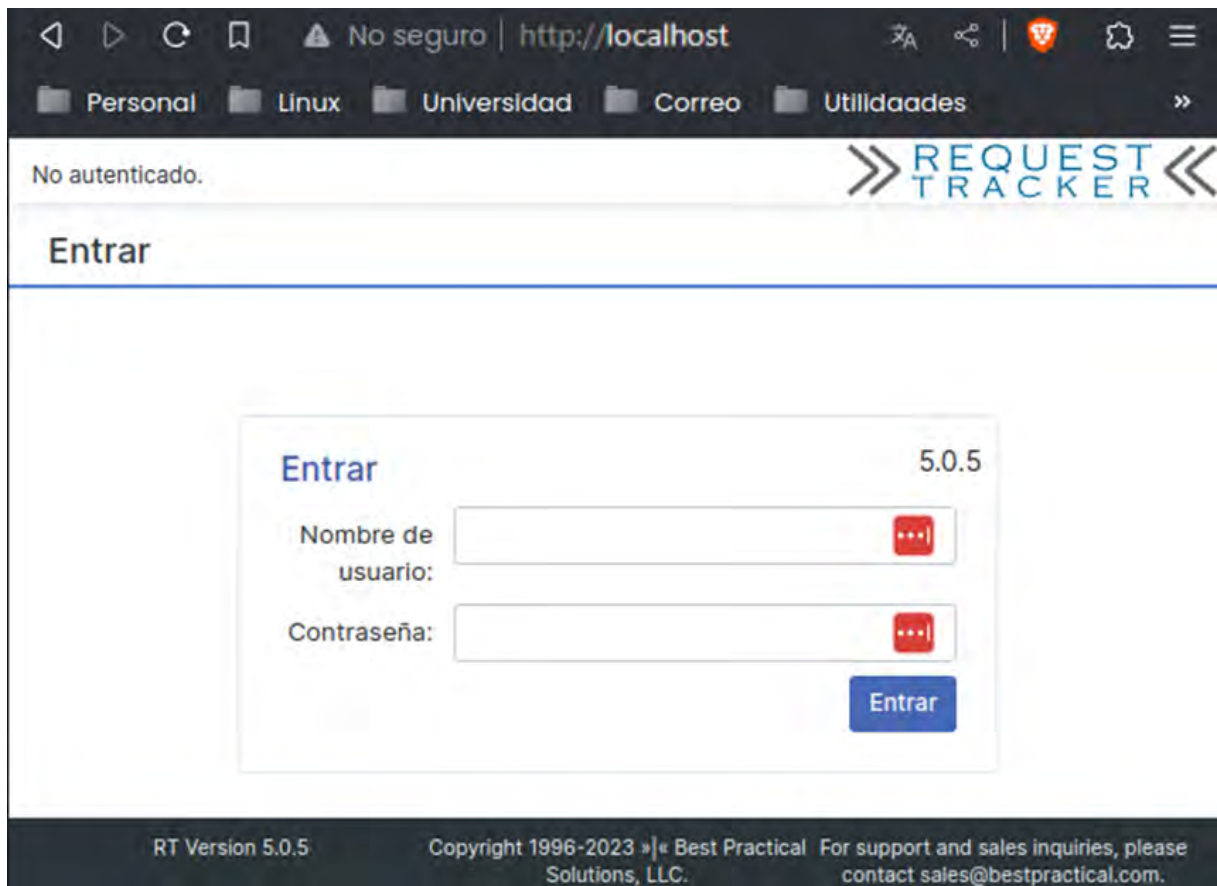 No seguro | http://localhost
Personal Linux Universidad Correo Utilidaades »
No autenticado.
REQUEST
TRACKER
Entrar
Entrar 5.0.5
Nombre de
usuario:
Contraseña:
Entrar
RT Version 5.0.5 Copyright 1996-2023 »|« Best Practical For support and sales inquiries, please
Solutions, LLC. contact sales@bestpractical.com.